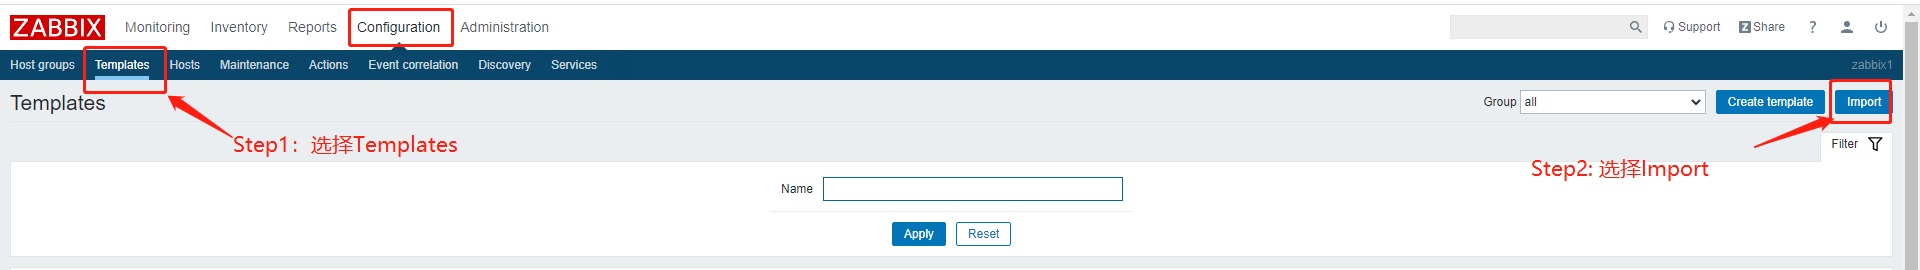 ZABBIX Monitoring Inventory Reports Configuration Administration Z Support Z Share ?
Host groups Templates Hosts Maintenance Actions Event correlation Discovery Services zabbix1
Templates Group all Create template Import
Step1：选择Templates
Filter
Step2: 选择Import
Name
Apply Reset